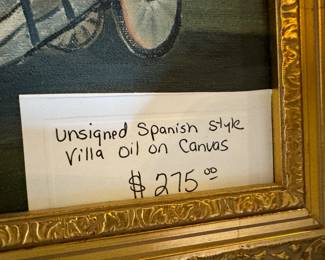 Unsigned Spanish Style
Villa Oil on Canvas
$ 275 00